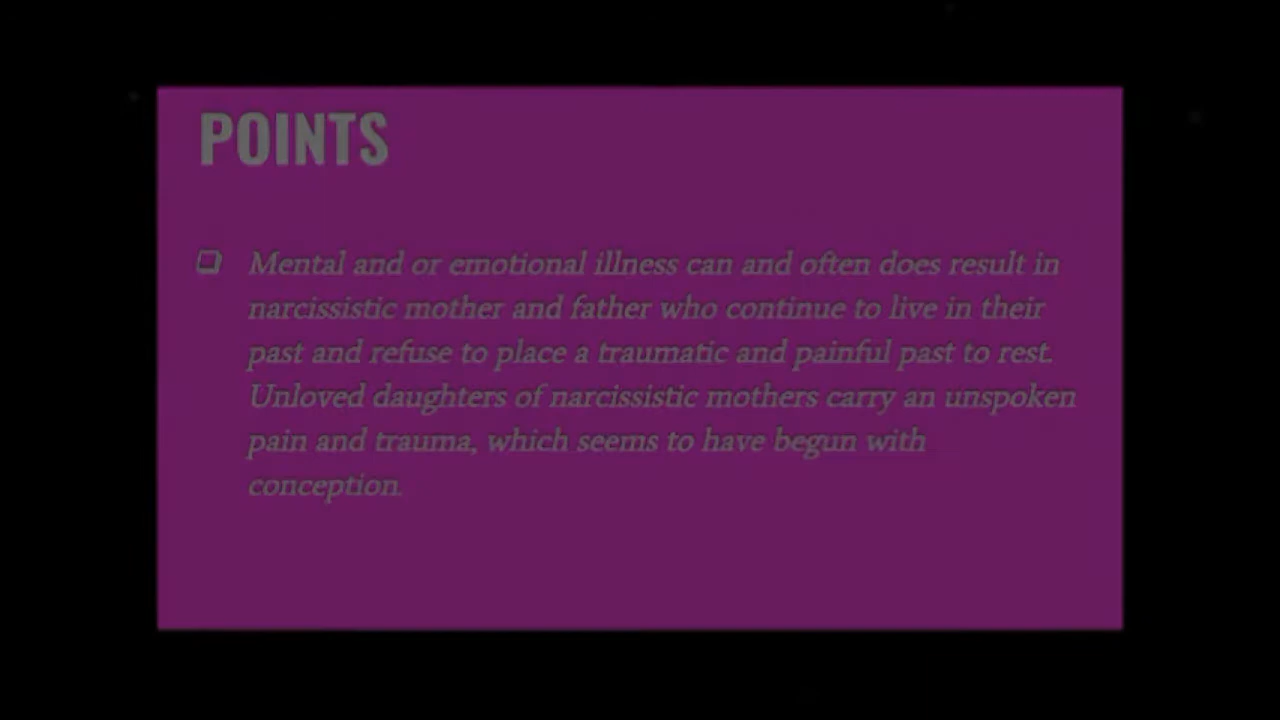 POINTS
❑ Mental and or emotional illness can and often does result in
narcissistic mother and father who continue to live in their
past and refuse to place a traumatic and painful past to rest.
Unloved daughters of narcissistic mothers carry an unspoken
pain and trauma, which seems to have begun with
conception.